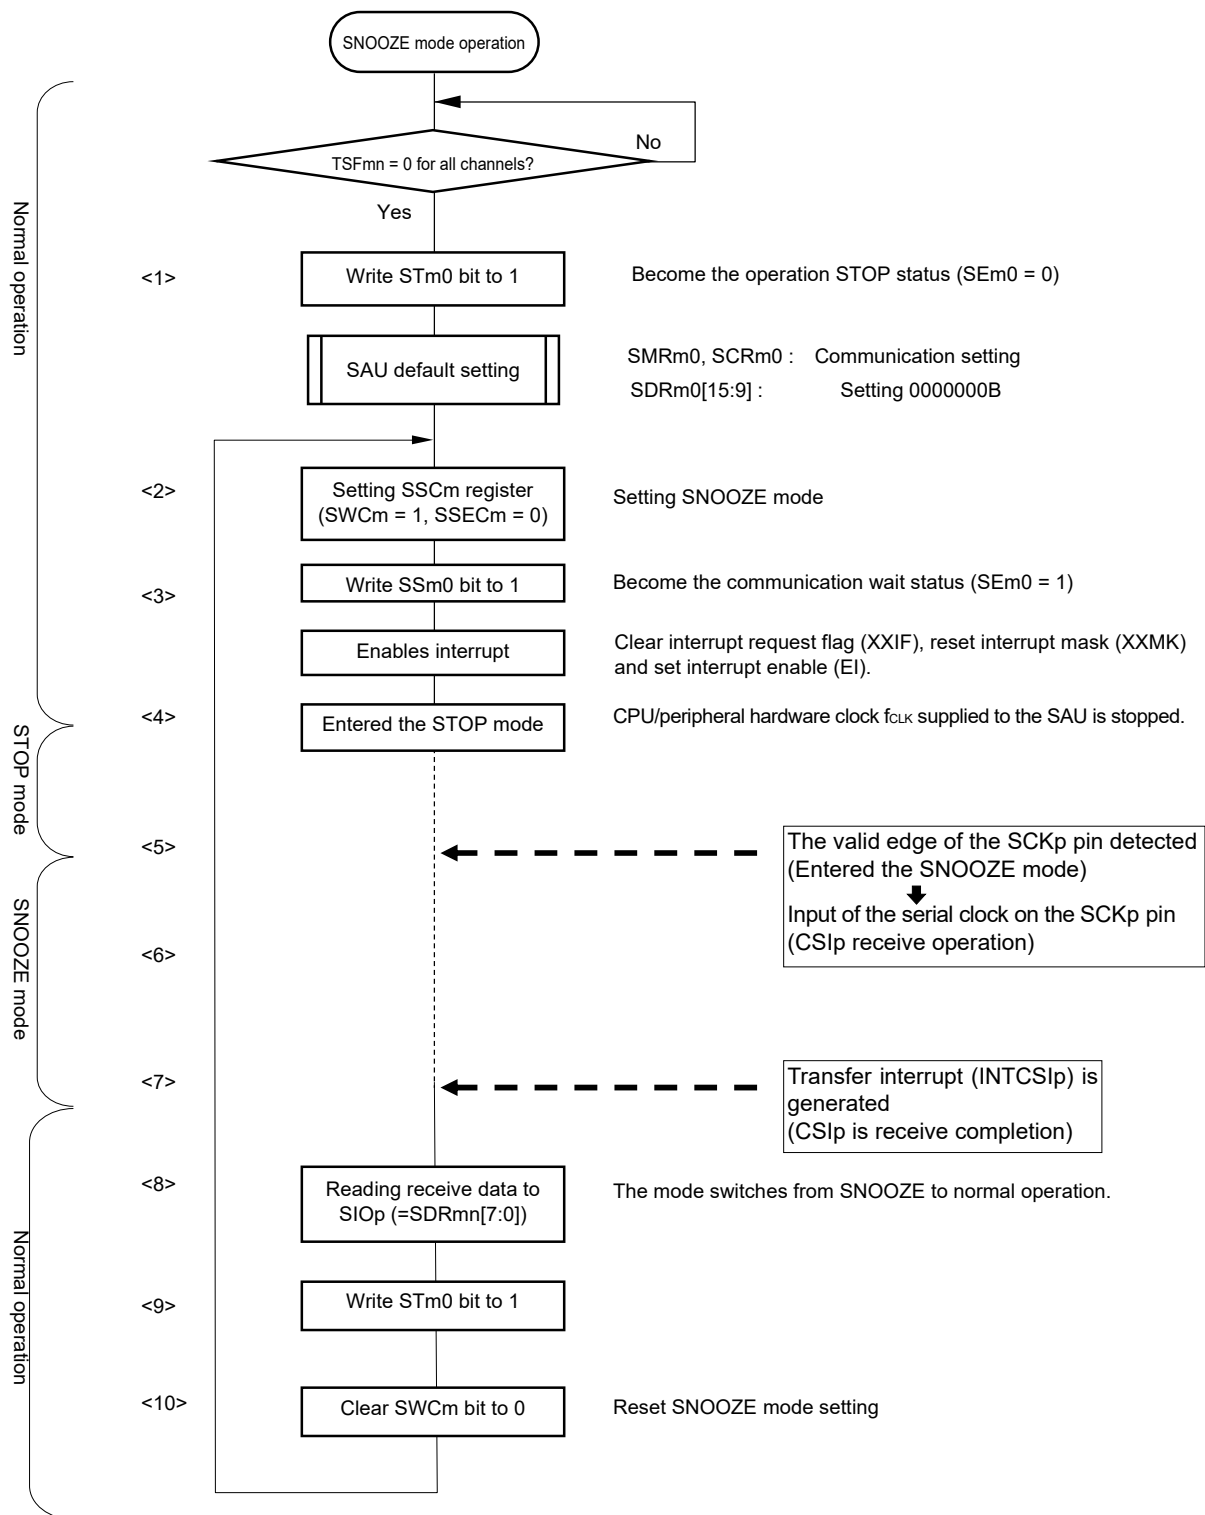 SNOOZE mode operation
No
TSFmn = 0 for all channels?
Yes
Normal operation
<1>
Write STm0 bit to 1
Become the operation STOP status (SEm0 = 0)
SAU default setting
SMRm0, SCRm0 : Communication setting
SDRm0[15:9] : Setting 0000000B
<2>
Setting SSCm register
(SWCm = 1, SSECm = 0)
Setting SNOOZE mode
<3>
Write SSm0 bit to 1
Become the communication wait status (SEm0 = 1)
Enables interrupt
Clear interrupt request flag (XXIF), reset interrupt mask (XXMK)
and set interrupt enable (EI).
<4>
Entered the STOP mode
CPU/peripheral hardware clock fCLK supplied to the SAU is stopped.
STOP mode
<5>
The valid edge of the SCKp pin detected
(Entered the SNOOZE mode)
Input of the serial clock on the SCKp pin
(CSIp receive operation)
SNOOZE mode
<6>
<7>
Transfer interrupt (INTCSIp) is
generated
(CSIp is receive completion)
<8>
Reading receive data to
SIOp (=SDRmn[7:0])
The mode switches from SNOOZE to normal operation.
Normal operation
<9>
Write STm0 bit to 1
<10>
Clear SWCm bit to 0
Reset SNOOZE mode setting